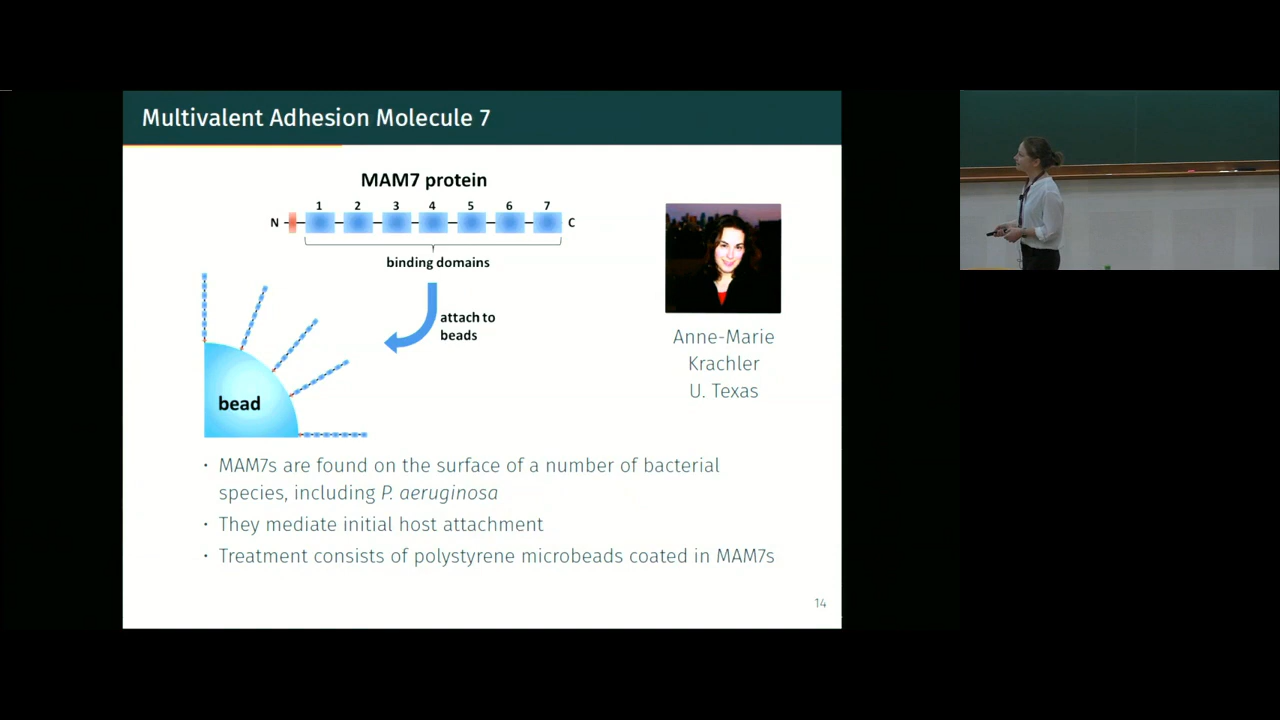 Multivalent Adhesion Molecule 7
MAM7 protein
1 2 3 4 5 6 7
N C
binding domains
attach to
beads
bead
Anne-Marie
Krachler
U. Texas
· MAM7s are found on the surface of a number of bacterial
species, including P. aeruginosa
· They mediate initial host attachment
· Treatment consists of polystyrene microbeads coated in MAM7s
14